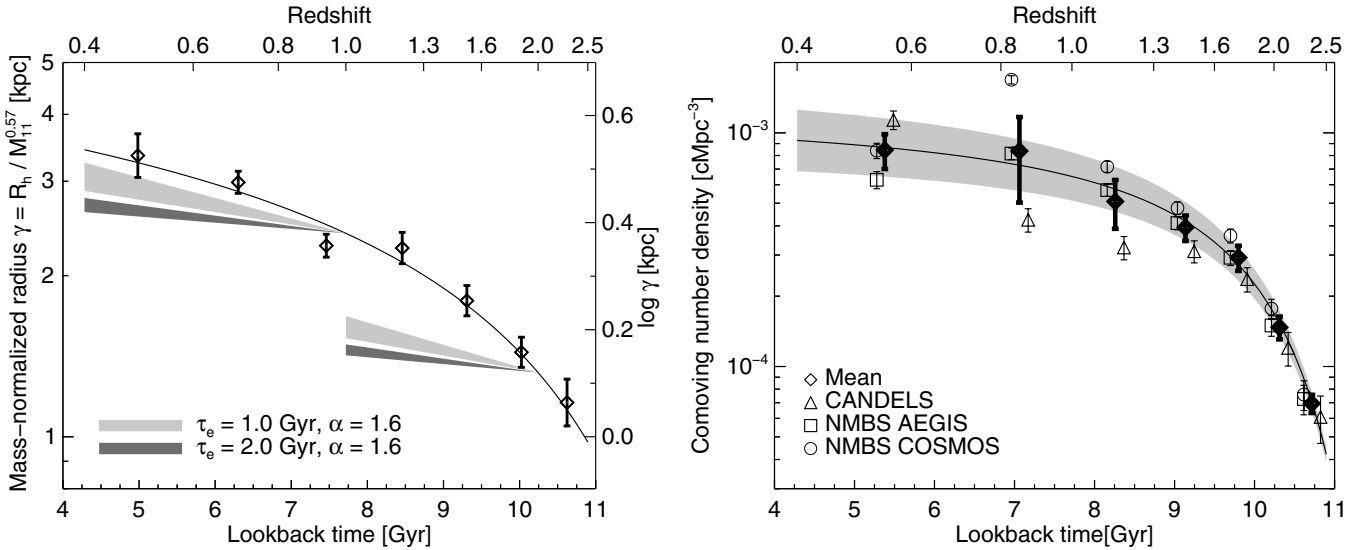 Redshift
0.4 0.7 1.0 1.3 1.6 1.9 2.5
Mass-normalized radius γ = R_h / M_11^0.57 [kpc]
5
4
3
2
1
0.6
0.4
0.2
0.0
log γ [kpc]
τ_e = 1.0 Gyr, α = 1.6
τ_e = 2.0 Gyr, α = 1.6
4 5 6 7 8 9 10 11
Lookback time[Gyr]
Redshift
0.4 0.6 0.8 1.0 1.3 1.6 2.0 2.5
Comoving number density [cMpc^−3]
10^−3
10^−4
Mean
CANDELS
NMBS AEGIS
NMBS COSMOS
4 5 6 7 8 9 10 11
Lookback time[Gyr]